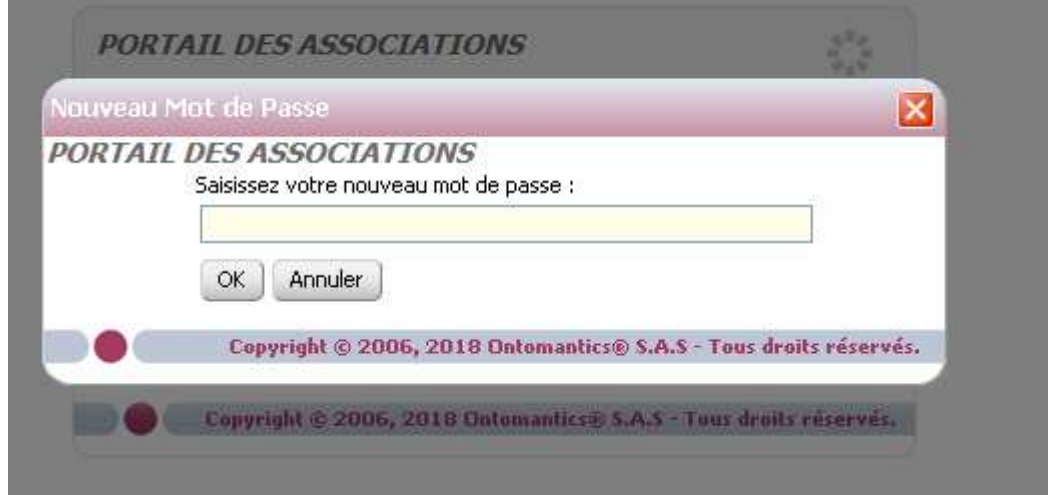 PORTAIL DES ASSOCIATIONS
Nouveau Mot de Passe
PORTAIL DES ASSOCIATIONS
Saisissez votre nouveau mot de passe :
OK Annuler
Copyright © 2006, 2018 Ontomantics® S.A.S - Tous droits réservés.
Copyright © 2006, 2018 Ontomantics® S.A.S - Tous droits réservés.